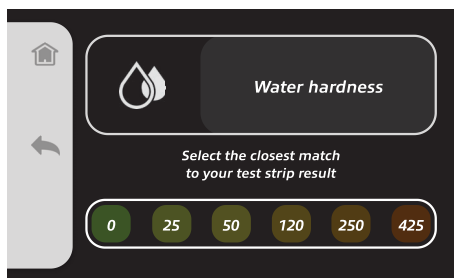 Water hardness
Select the closest match
to your test strip result
0 25 50 120 250 425